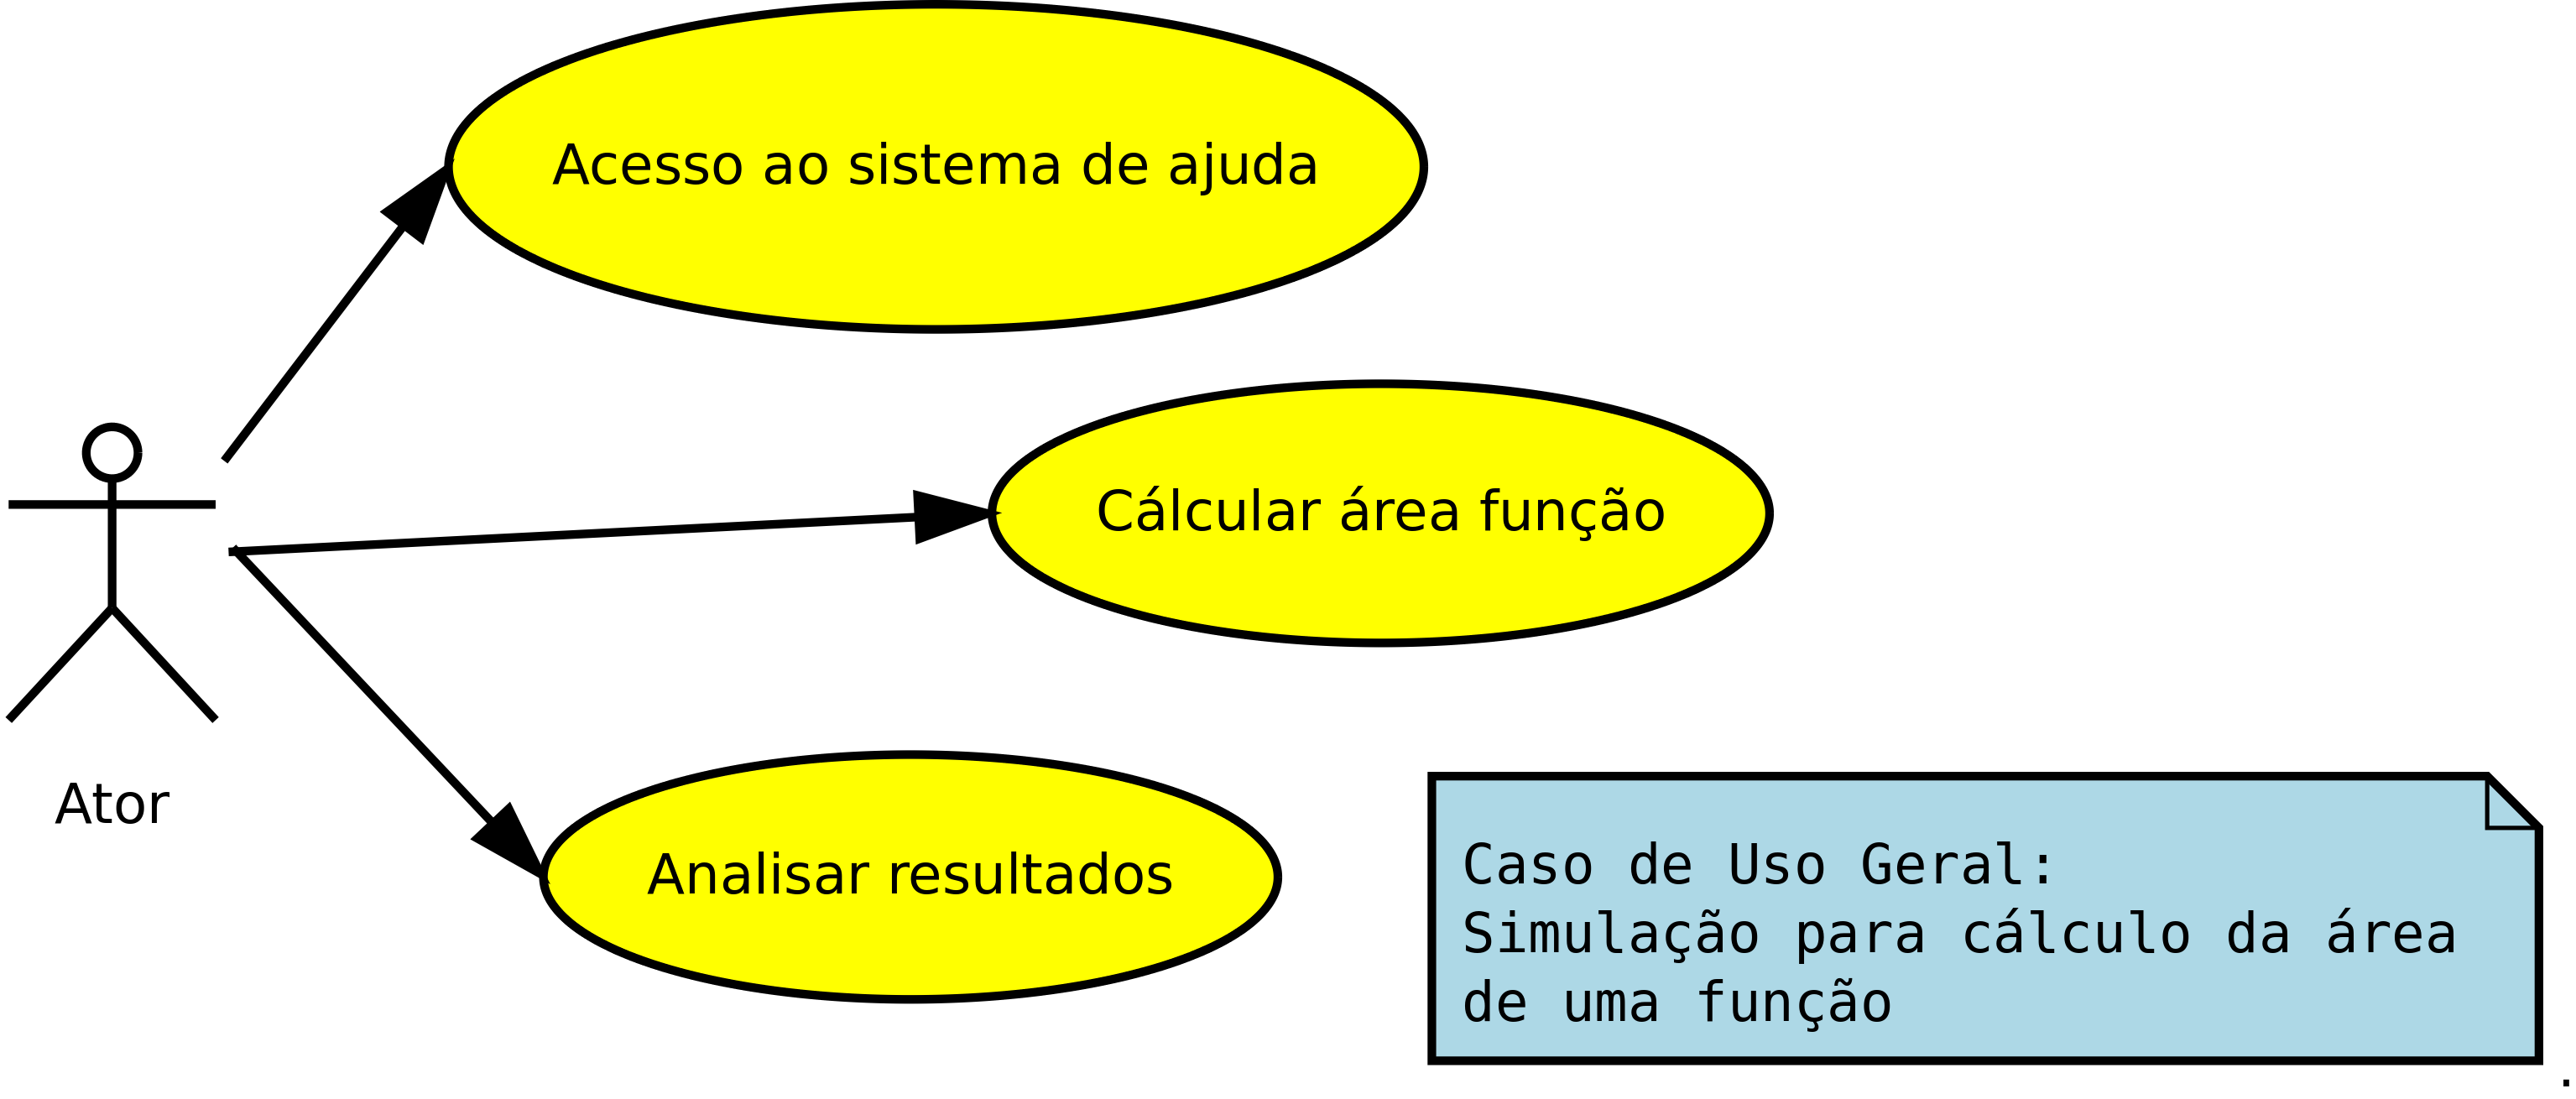 Acesso ao sistema de ajuda
Cálcular área função
Ator
Analisar resultados
Caso de Uso Geral:
Simulação para cálculo da área
de uma função
.